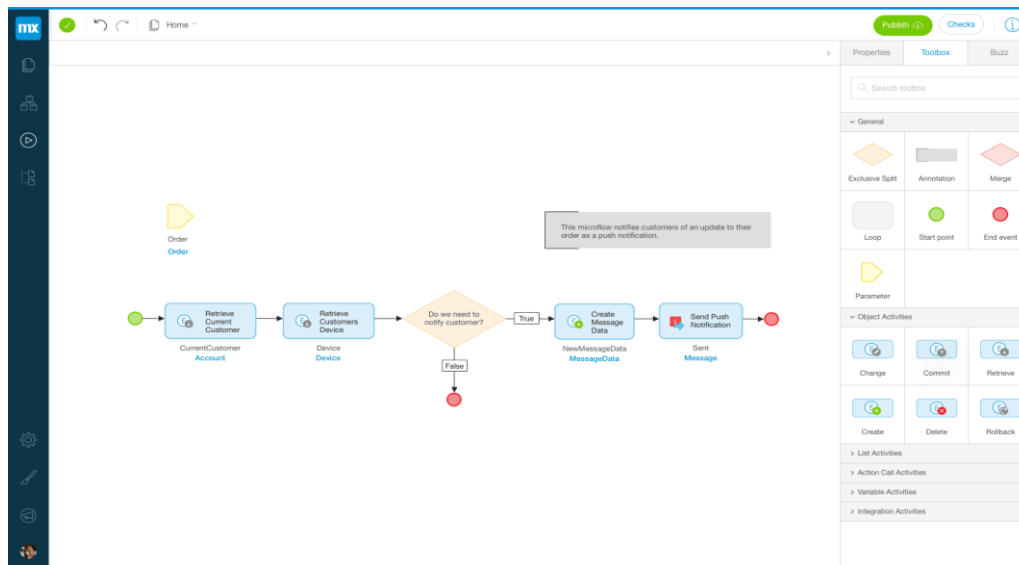 mx
Home
Publish
Checks
Properties
Toolbox
Buzz
Search toolbox
General
Exclusive Split
Annotation
Merge
Loop
Start point
End event
Parameter
Object Activities
Change
Commit
Retrieve
Create
Delete
Rollback
List Activities
Action Call Activities
Variable Activities
Integration Activities
Order
Order
This microflow notifies customers of an update to their
order as a push notification.
Retrieve
Current
Customer
CurrentCustomer
Account
Retrieve
Customers
Device
Device
Device
Do we need to
notify customer?
True
False
Create
Message
Data
NewMessageData
MessageData
Send Push
Notification
Sent
Message